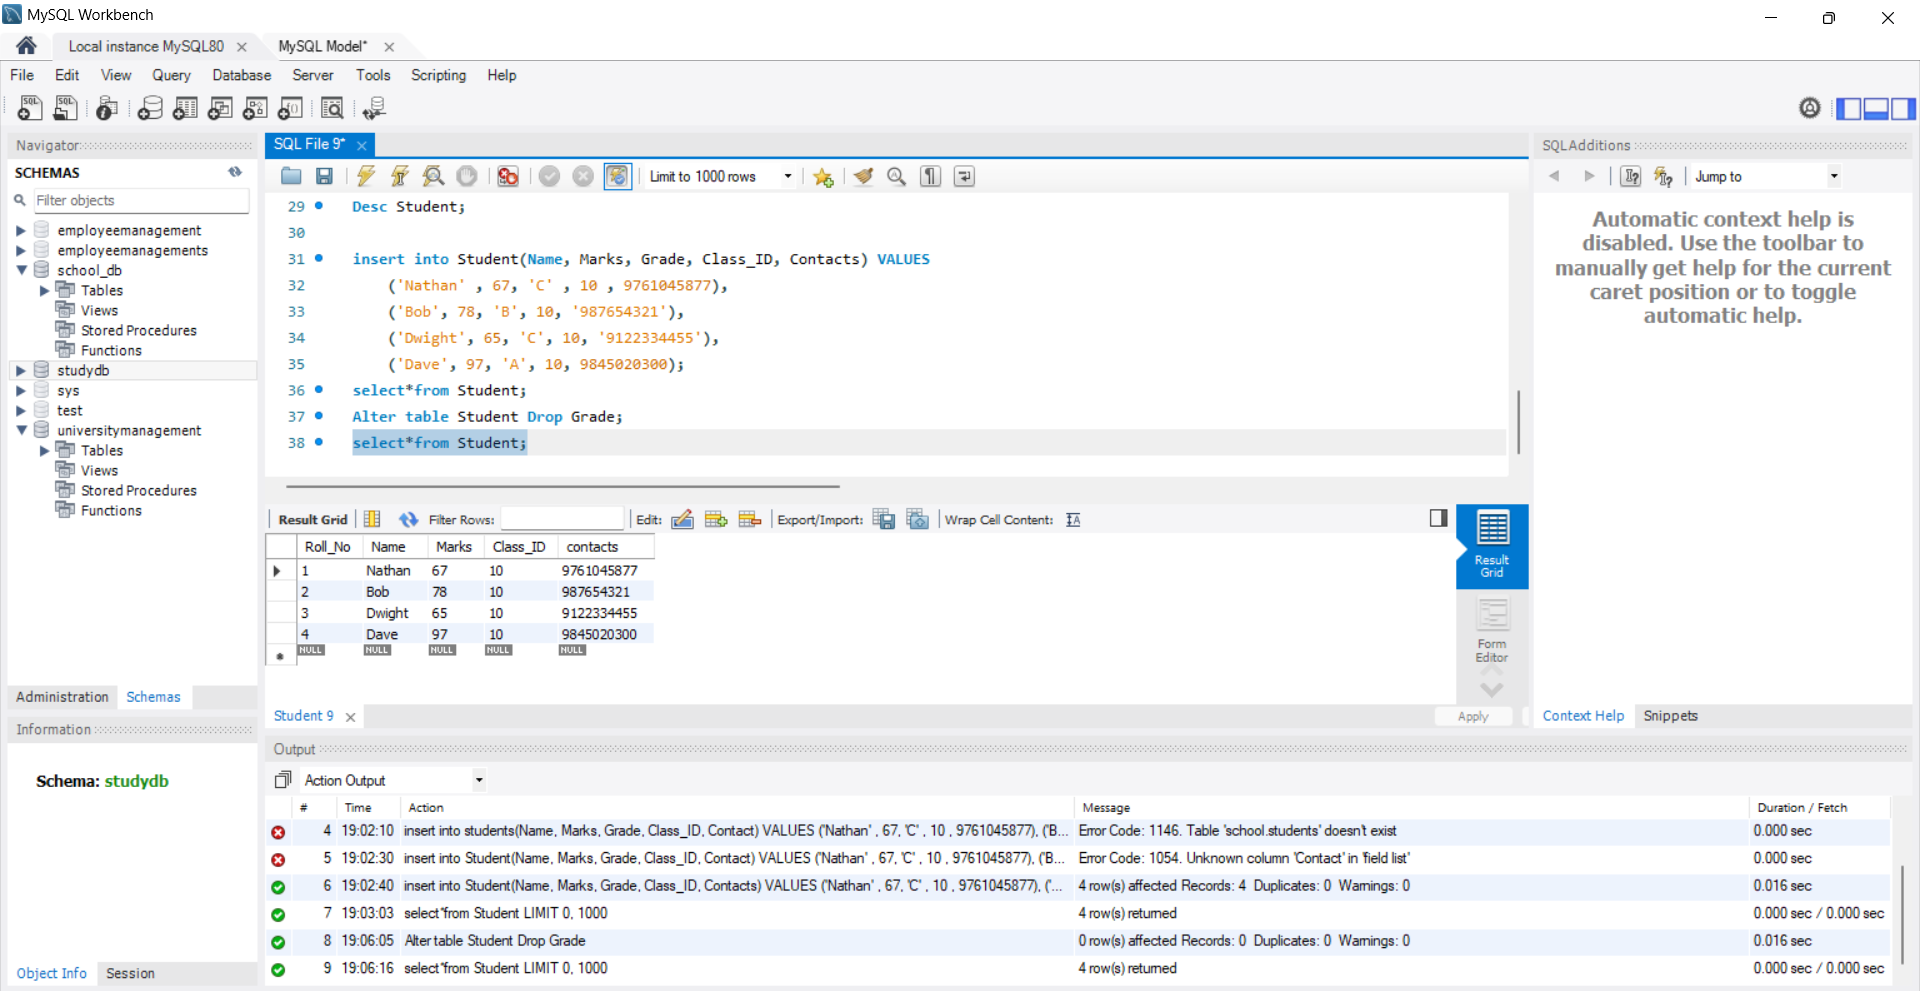 MySQL Workbench
Local instance MySQL80
MySQL Model*
File Edit View Query Database Server Tools Scripting Help
Navigator
SCHEMAS
Filter objects
employeemanagement
employeemanagements
school_db
Tables
Views
Stored Procedures
Functions
studydb
sys
test
universitymanagement
Tables
Views
Stored Procedures
Functions
Administration Schemas
Information
Schema: studydb
Object Info Session
SQL File 9*
Limit to 1000 rows
29 Desc Student;
30
31 insert into Student(Name, Marks, Grade, Class_ID, Contacts) VALUES
32 ('Nathan' , 67, 'C' , 10 , 9761045877),
33 ('Bob', 78, 'B', 10, '987654321'),
34 ('Dwight', 65, 'C', 10, '9122334455'),
35 ('Dave', 97, 'A', 10, 9845020300);
36 select*from Student;
37 Alter table Student Drop Grade;
38 select*from Student;
Result Grid Filter Rows: Edit: Export/Import: Wrap Cell Content:
Roll_No Name Marks Class_ID contacts
1 Nathan 67 10 9761045877
2 Bob 78 10 987654321
3 Dwight 65 10 9122334455
4 Dave 97 10 9845020300
NULL NULL NULL NULL NULL
Result
Grid
Form
Editor
Student 9
Apply
SQLAdditions
Jump to
Automatic context help is
disabled. Use the toolbar to
manually get help for the current
caret position or to toggle
automatic help.
Context Help Snippets
Output
Action Output
# Time Action Message Duration / Fetch
4 19:02:10 insert into students(Name, Marks, Grade, Class_ID, Contact) VALUES ('Nathan' , 67, 'C' , 10 , 9761045877), ('B... Error Code: 1146. Table 'school.students' doesn't exist 0.000 sec
5 19:02:30 insert into Student(Name, Marks, Grade, Class_ID, Contact) VALUES ('Nathan' , 67, 'C' , 10 , 9761045877), ('B... Error Code: 1054. Unknown column 'Contact' in 'field list' 0.000 sec
6 19:02:40 insert into Student(Name, Marks, Grade, Class_ID, Contacts) VALUES ('Nathan' , 67, 'C' , 10 , 9761045877), ('... 4 row(s) affected Records: 4 Duplicates: 0 Warnings: 0 0.016 sec
7 19:03:03 select*from Student LIMIT 0, 1000 4 row(s) returned 0.000 sec / 0.000 sec
8 19:06:05 Alter table Student Drop Grade 0 row(s) affected Records: 0 Duplicates: 0 Warnings: 0 0.016 sec
9 19:06:16 select*from Student LIMIT 0, 1000 4 row(s) returned 0.000 sec / 0.000 sec